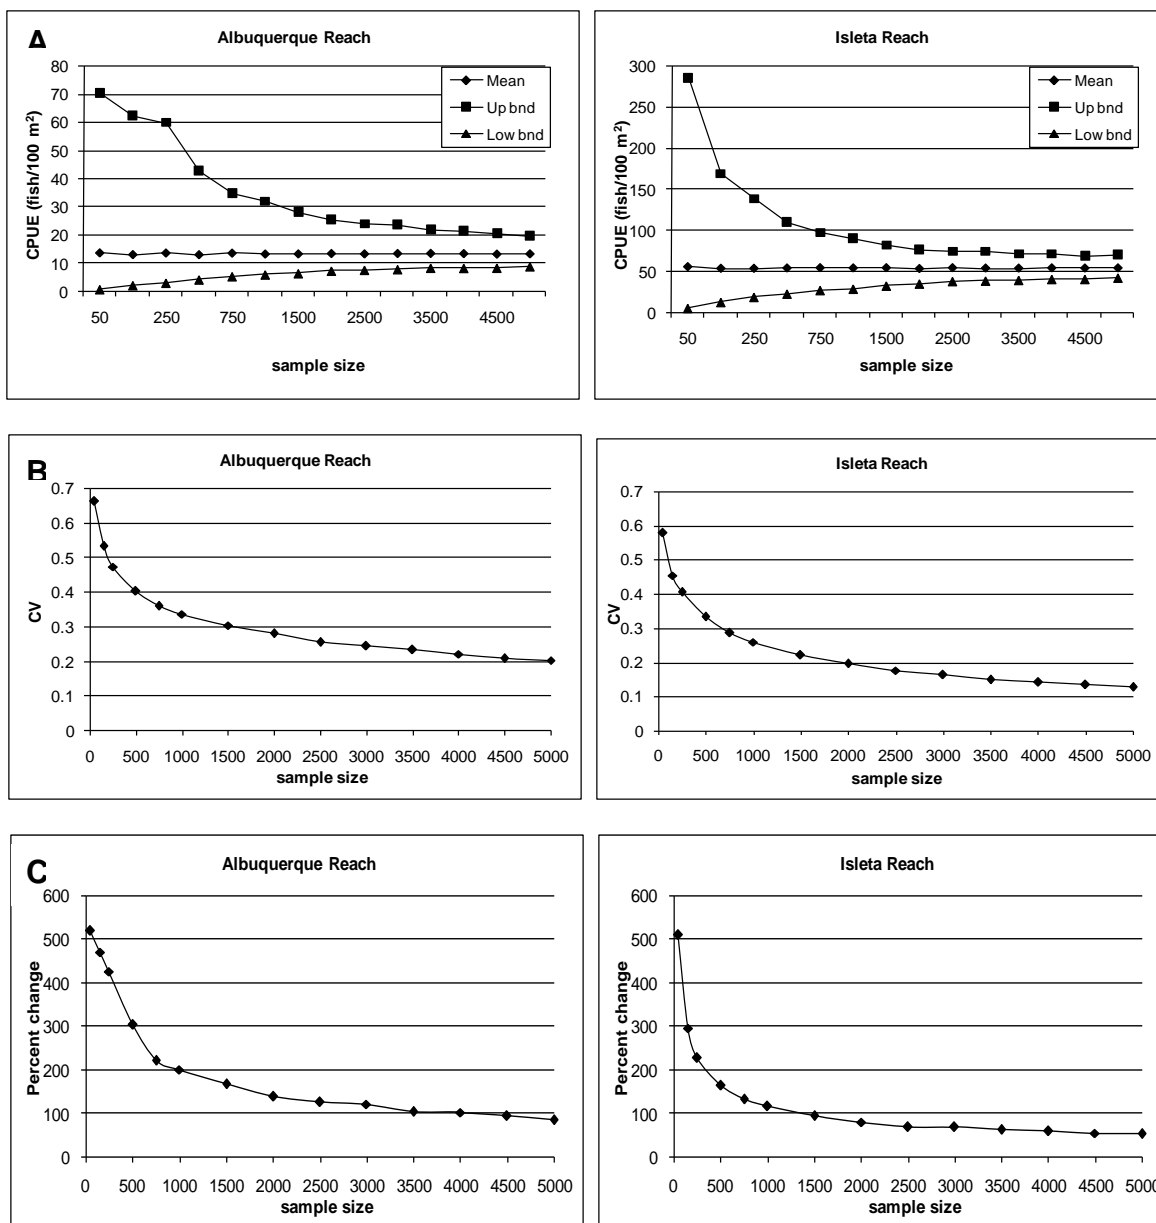 A
Albuquerque Reach
CPUE (fish/100 m²)
80
70
60
50
40
30
20
10
0
Mean
Up bnd
Low bnd
50 250 750 1500 2500 3500 4500
sample size
Isleta Reach
CPUE (fish/100 m²)
300
250
200
150
100
50
0
Mean
Up bnd
Low bnd
50 250 750 1500 2500 3500 4500
sample size
B
Albuquerque Reach
CV
0.7
0.6
0.5
0.4
0.3
0.2
0.1
0
0 500 1000 1500 2000 2500 3000 3500 4000 4500 5000
sample size
Isleta Reach
CV
0.7
0.6
0.5
0.4
0.3
0.2
0.1
0
0 500 1000 1500 2000 2500 3000 3500 4000 4500 5000
sample size
C
Albuquerque Reach
Percent change
600
500
400
300
200
100
0
0 500 1000 1500 2000 2500 3000 3500 4000 4500 5000
sample size
Isleta Reach
Percent change
600
500
400
300
200
100
0
0 500 1000 1500 2000 2500 3000 3500 4000 4500 5000
sample size